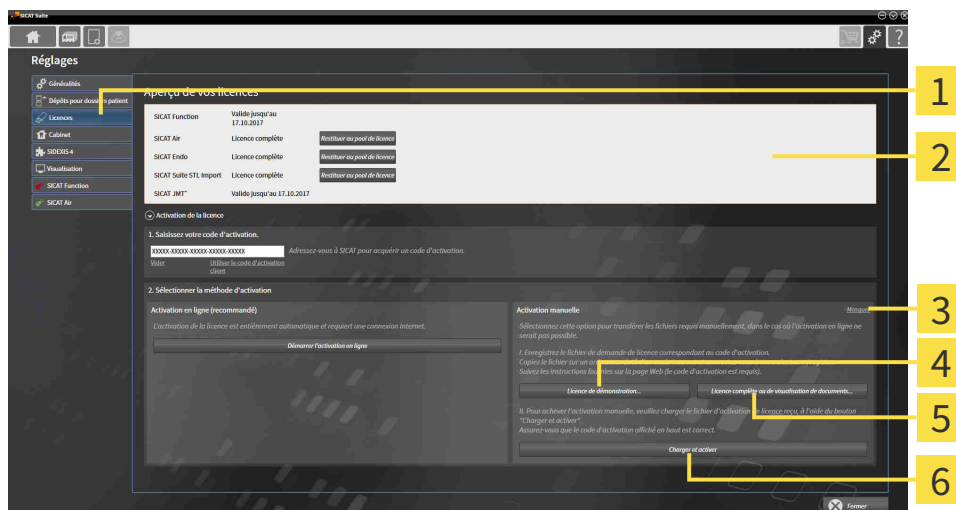 SICAT Suite
?
Réglages
Généralités
Dépôts pour dossiers patient
Licences
Cabinet
SIDEXIS 4
Visualisation
SICAT Function
SICAT Air
Aperçu de vos licences
SICAT Function Valide jusqu'au
17.10.2017
SICAT Air Licence complète Restituer au pool de licence
SICAT Endo Licence complète Restituer au pool de licence
SICAT Suite STL Import Licence complète Restituer au pool de licence
SICAT JMT+ Valide jusqu'au 17.10.2017
Activation de la licence
1. Saisissez votre code d'activation.
XXXXX-XXXXX-XXXXX-XXXXX-XXXXX Adressez-vous à SICAT pour acquérir un code d'activation.
Vider Utiliser le code d'activation
client
2. Sélectionner la méthode d'activation
Activation en ligne (recommandé)
L'activation de la licence est entièrement automatique et requiert une connexion Internet.
Démarrer l'activation en ligne
Activation manuelle Masquer
Sélectionnez cette option pour transférer les fichiers requis manuellement, dans le cas où l'activation en ligne ne
serait pas possible.
I. Enregistrez le fichier de demande de licence correspondant au code d'activation.
Copiez le fichier sur un
Suivez les instructions fournies sur la page Web (le code d'activation est requis).
Licence de démonstration... Licence complète ou de visualisation de documents...
II. Pour achever l'activation manuelle, veuillez charger le fichier d'activation de licence reçu, à l'aide du bouton
"Charger et activer".
Assurez-vous que le code d'activation affiché en haut est correct.
Charger et activer
Fermer
1
2
3
4
5
6